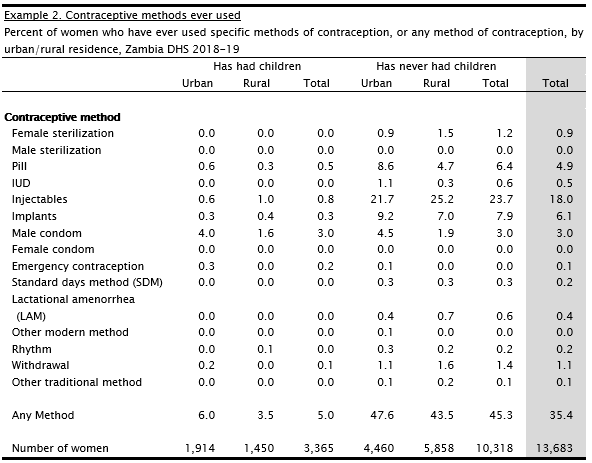 Example 2. Contraceptive methods ever used
Percent of women who have ever used specific methods of contraception, or any method of contraception, by
urban/rural residence, Zambia DHS 2018-19
Has had children Has never had children
Urban Rural Total Urban Rural Total Total
Contraceptive method
Female sterilization 0.0 0.0 0.0 0.9 1.5 1.2 0.9
Male sterilization 0.0 0.0 0.0 0.0 0.0 0.0 0.0
Pill 0.6 0.3 0.5 8.6 4.7 6.4 4.9
IUD 0.0 0.0 0.0 1.1 0.3 0.6 0.5
Injectables 0.6 1.0 0.8 21.7 25.2 23.7 18.0
Implants 0.3 0.4 0.3 9.2 7.0 7.9 6.1
Male condom 4.0 1.6 3.0 4.5 1.9 3.0 3.0
Female condom 0.0 0.0 0.0 0.0 0.0 0.0 0.0
Emergency contraception 0.3 0.0 0.2 0.1 0.0 0.0 0.1
Standard days method (SDM) 0.0 0.0 0.0 0.3 0.3 0.3 0.2
Lactational amenorrhea
(LAM) 0.0 0.0 0.0 0.4 0.7 0.6 0.4
Other modern method 0.0 0.0 0.0 0.1 0.0 0.0 0.0
Rhythm 0.0 0.1 0.0 0.3 0.2 0.2 0.2
Withdrawal 0.2 0.0 0.1 1.1 1.6 1.4 1.1
Other traditional method 0.0 0.0 0.0 0.1 0.2 0.1 0.1
Any Method 6.0 3.5 5.0 47.6 43.5 45.3 35.4
Number of women 1,914 1,450 3,365 4,460 5,858 10,318 13,683